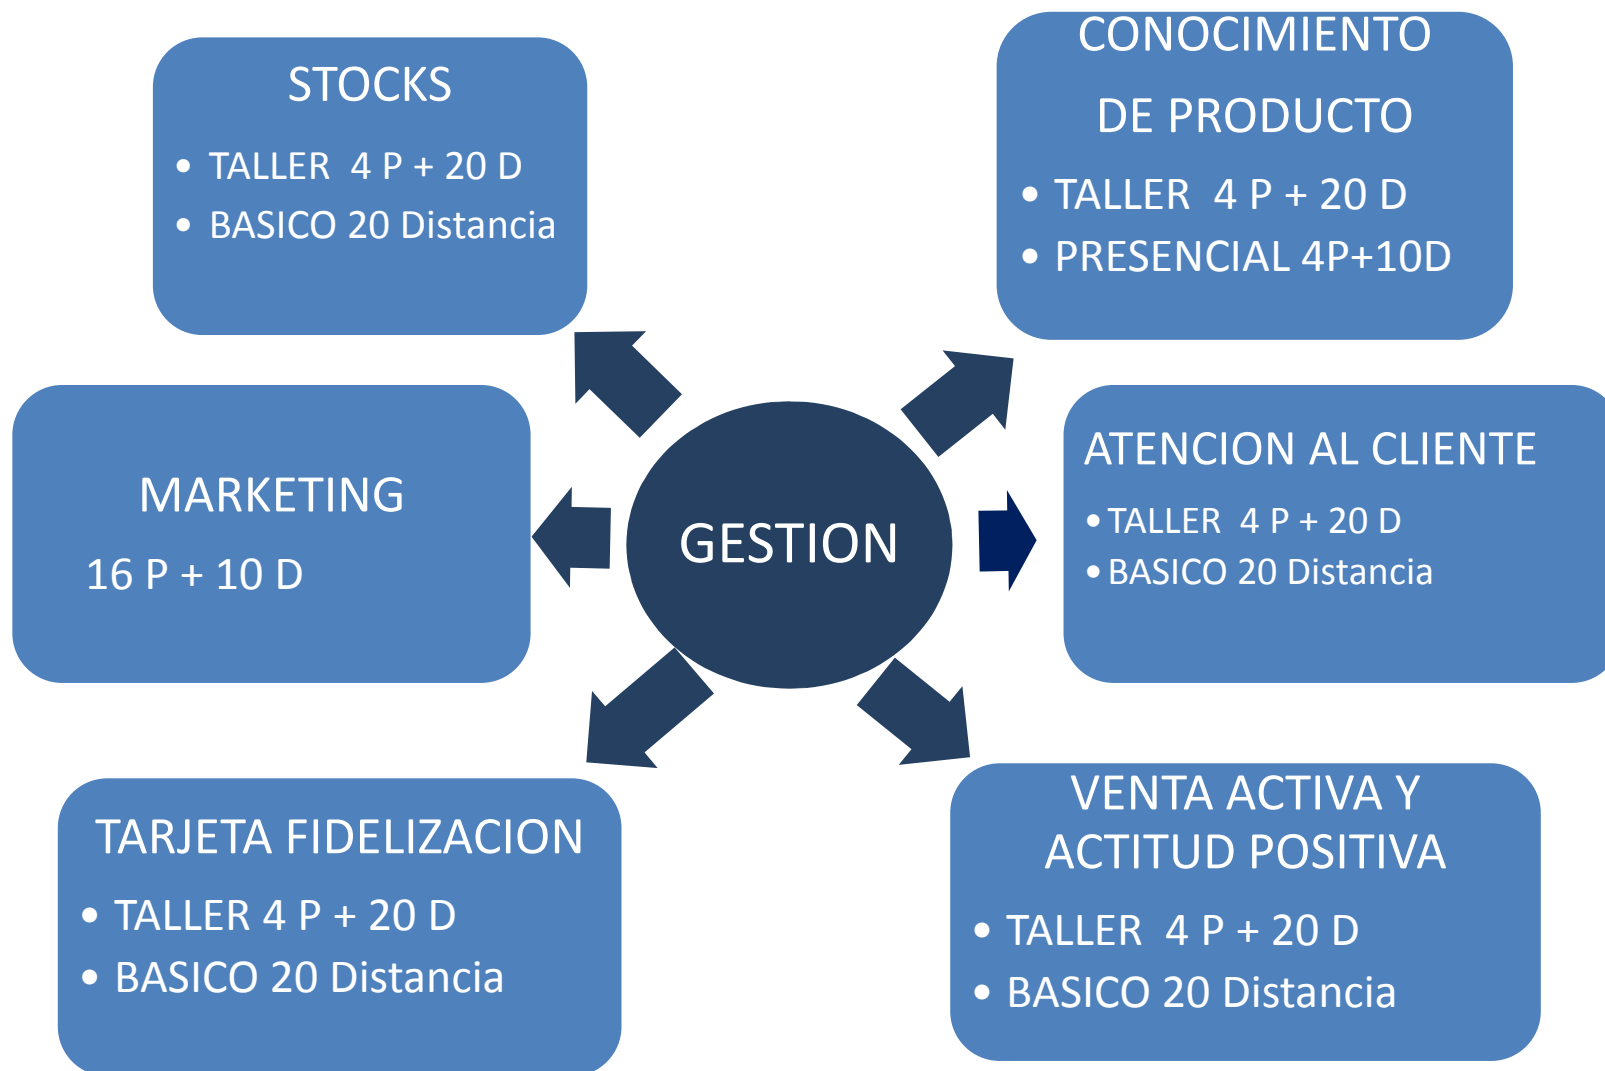 STOCKS
• TALLER 4 P + 20 D
• BASICO 20 Distancia
CONOCIMIENTO
DE PRODUCTO
• TALLER 4 P + 20 D
• PRESENCIAL 4P+10D
MARKETING
16 P + 10 D
GESTION
ATENCION AL CLIENTE
• TALLER 4 P + 20 D
• BASICO 20 Distancia
TARJETA FIDELIZACION
• TALLER 4 P + 20 D
• BASICO 20 Distancia
VENTA ACTIVA Y
ACTITUD POSITIVA
• TALLER 4 P + 20 D
• BASICO 20 Distancia